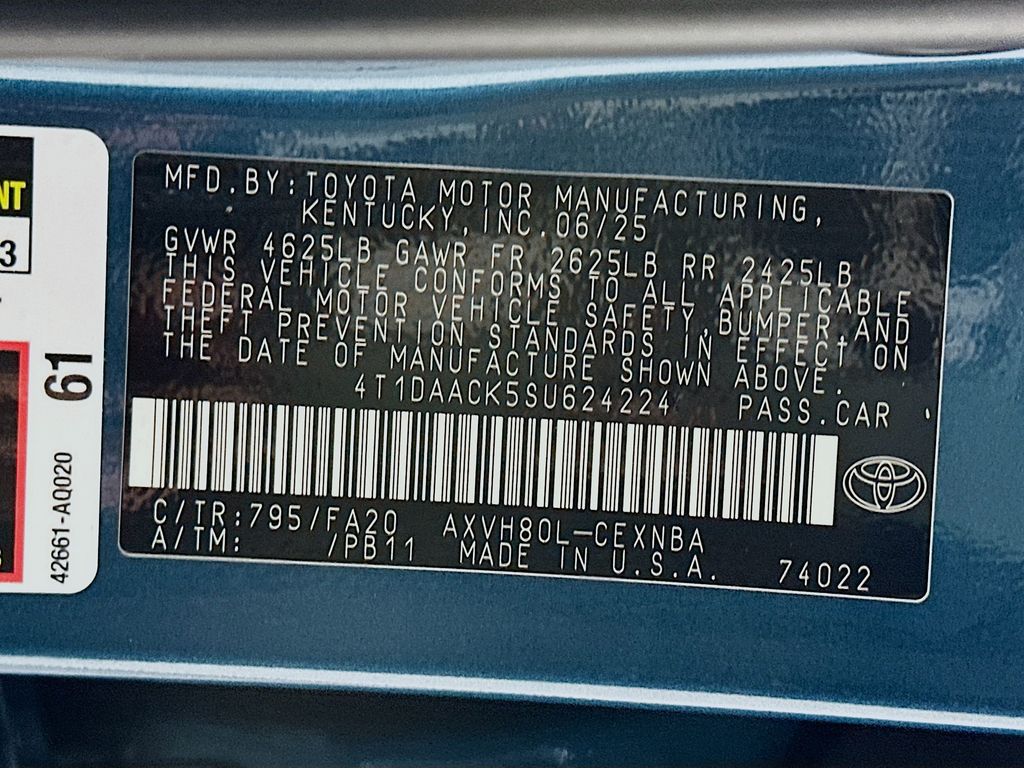 NT
3
61
42661-AQ020
MFD.BY:TOYOTA MOTOR MANUFACTURING,
KENTUCKY, INC. 06/25
GVWR 4625LB GAWR FR 2625LB RR 2425LB
THIS VEHICLE CONFORMS TO ALL APPLICABLE
FEDERAL MOTOR VEHICLE SAFETY,BUMPER,AND
THEFT PREVENTION STANDARDS IN EFFECT ON
THE DATE OF MANUFACTURE SHOWN ABOVE.
4T1DAACK5SU624224 PASS.CAR
C/TR:795/FA20 AXVH80L-CEXNBA
A/TM: /PB11 MADE IN U.S.A. 74022